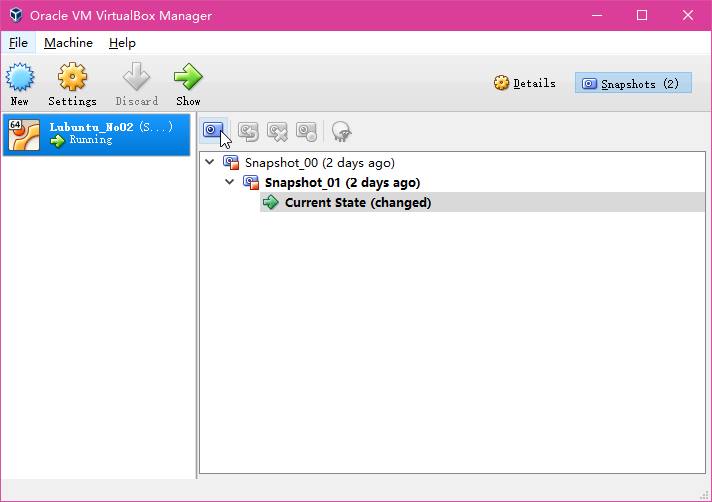 Oracle VM VirtualBox Manager
File Machine Help
New Settings Discard Show Details Snapshots (2)
64 Lubuntu_No02 (S...)
Running
Snapshot_00 (2 days ago)
Snapshot_01 (2 days ago)
Current State (changed)